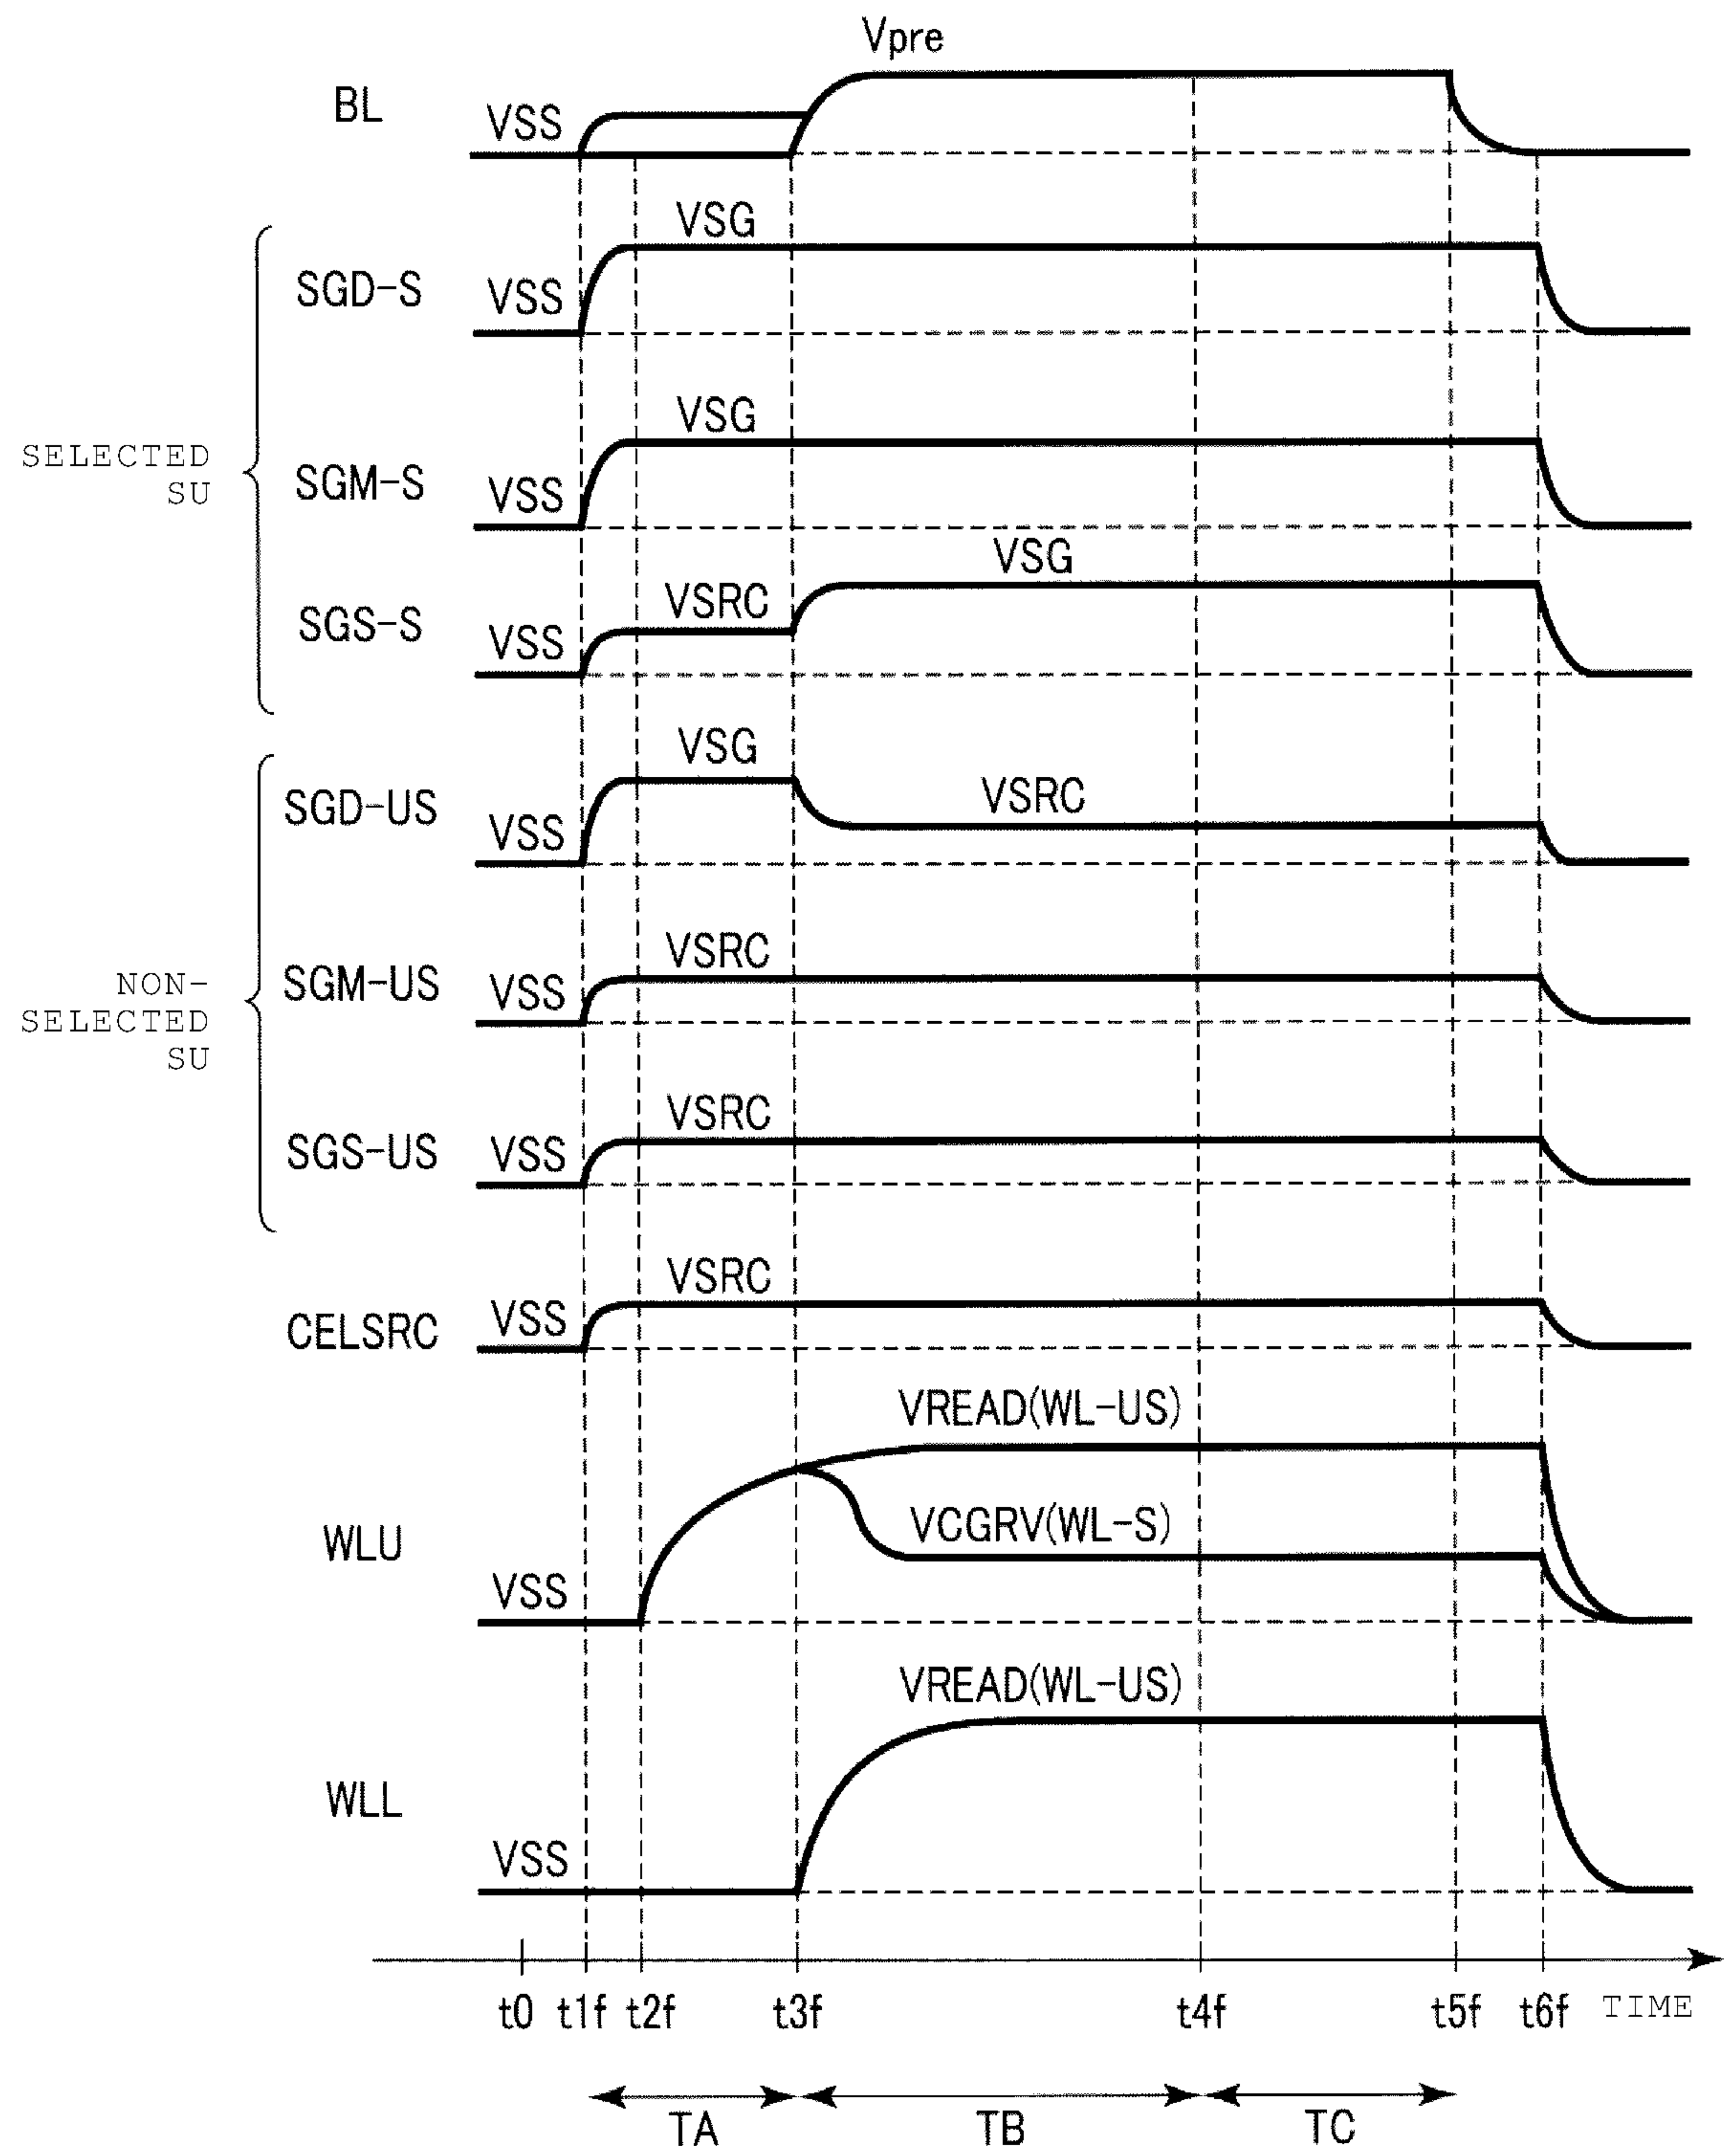 Vpre
BL
VSS
VSG
SGD-S
VSS
VSG
SELECTED
SU
SGM-S
VSS
VSG
VSRC
SGS-S
VSS
VSG
SGD-US
VSS
VSRC
VSRC
NON-
SELECTED
SU
SGM-US
VSS
VSRC
SGS-US
VSS
VSRC
CELSRC
VSS
VREAD(WL-US)
VCGRV(WL-S)
WLU
VSS
VREAD(WL-US)
WLL
VSS
t0 t1f t2f t3f t4f t5f t6f TIME
TA TB TC